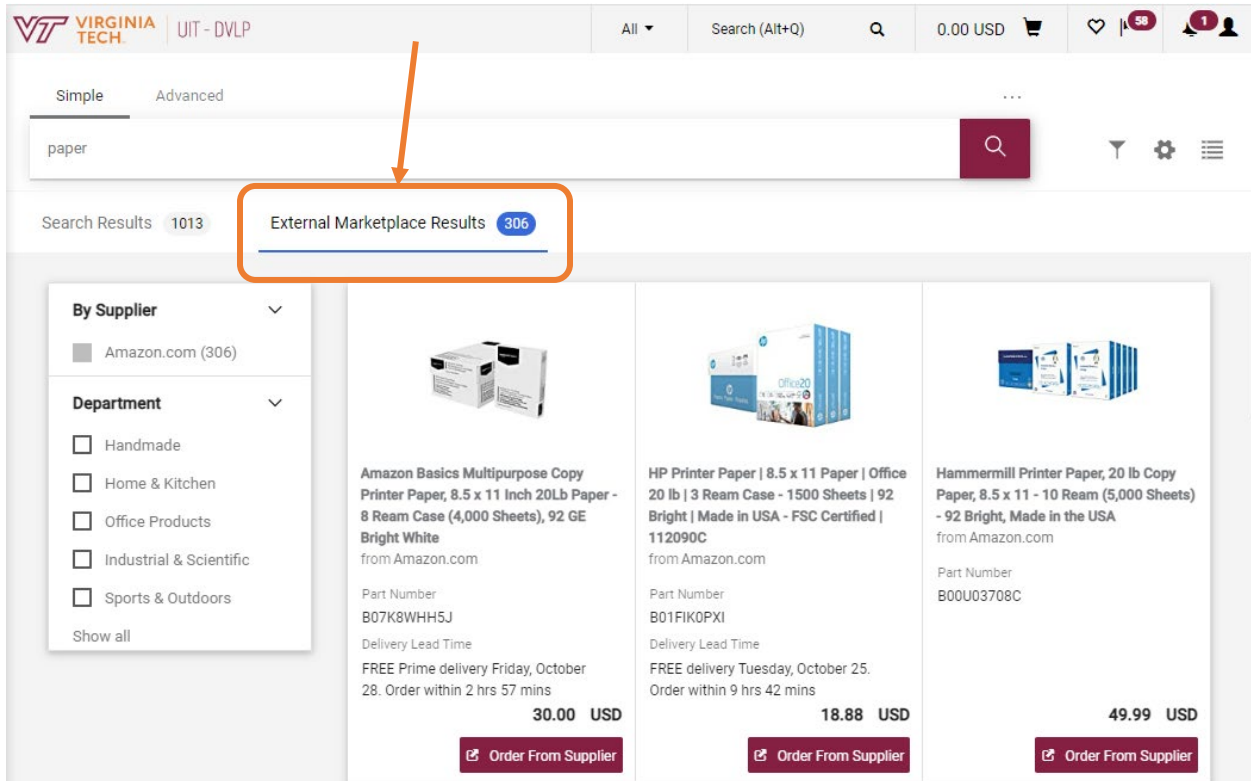 VT VIRGINIA TECH. UIT - DVLP
All
Search (Alt+Q)
0.00 USD
58
1
Simple
Advanced
...
paper
Search Results 1013
External Marketplace Results 306
By Supplier
Amazon.com (306)
Department
Handmade
Home & Kitchen
Office Products
Industrial & Scientific
Sports & Outdoors
Show all
Amazon Basics Multipurpose Copy
Printer Paper, 8.5 x 11 Inch 20Lb Paper -
8 Ream Case (4,000 Sheets), 92 GE
Bright White
from Amazon.com
Part Number
B07K8WHH5J
Delivery Lead Time
FREE Prime delivery Friday, October
28. Order within 2 hrs 57 mins
30.00 USD
Order From Supplier
Office20
HP Printer Paper | 8.5 x 11 Paper | Office
20 lb | 3 Ream Case - 1500 Sheets | 92
Bright | Made in USA - FSC Certified |
112090C
from Amazon.com
Part Number
B01FIK0PXI
Delivery Lead Time
FREE delivery Tuesday, October 25.
Order within 9 hrs 42 mins
18.88 USD
Order From Supplier
Hammermill Printer Paper, 20 lb Copy
Paper, 8.5 x 11 - 10 Ream (5,000 Sheets)
- 92 Bright, Made in the USA
from Amazon.com
Part Number
B00U03708C
49.99 USD
Order From Supplier